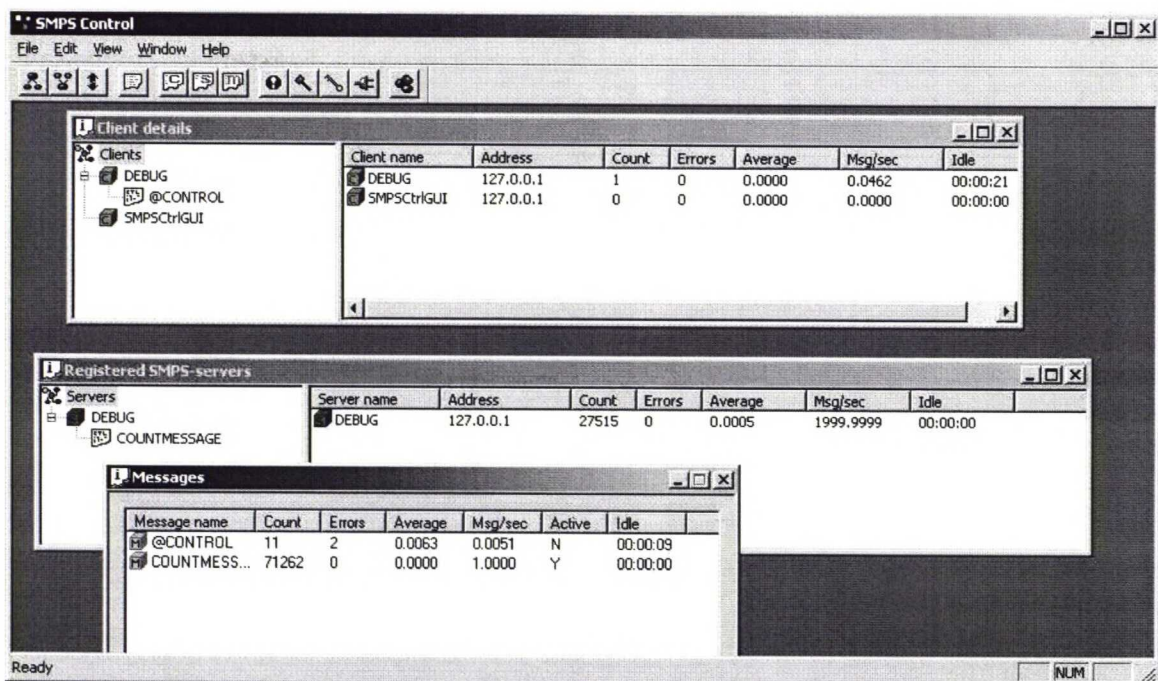 SMPS Control
File Edit View Window Help
C S m
Client details
Clients
DEBUG
@CONTROL
SMPSCtrlGUI
Client name Address Count Errors Average Msg/sec Idle
DEBUG 127.0.0.1 1 0 0.0000 0.0462 00:00:21
SMPSCtrlGUI 127.0.0.1 0 0 0.0000 0.0000 00:00:00
Registered SMPS-servers
Servers
DEBUG
COUNTMESSAGE
Server name Address Count Errors Average Msg/sec Idle
DEBUG 127.0.0.1 27515 0 0.0005 1999.9999 00:00:00
Messages
Message name Count Errors Average Msg/sec Active Idle
@CONTROL 11 2 0.0063 0.0051 N 00:00:09
COUNTMESS... 71262 0 0.0000 1.0000 Y 00:00:00
Ready
NUM